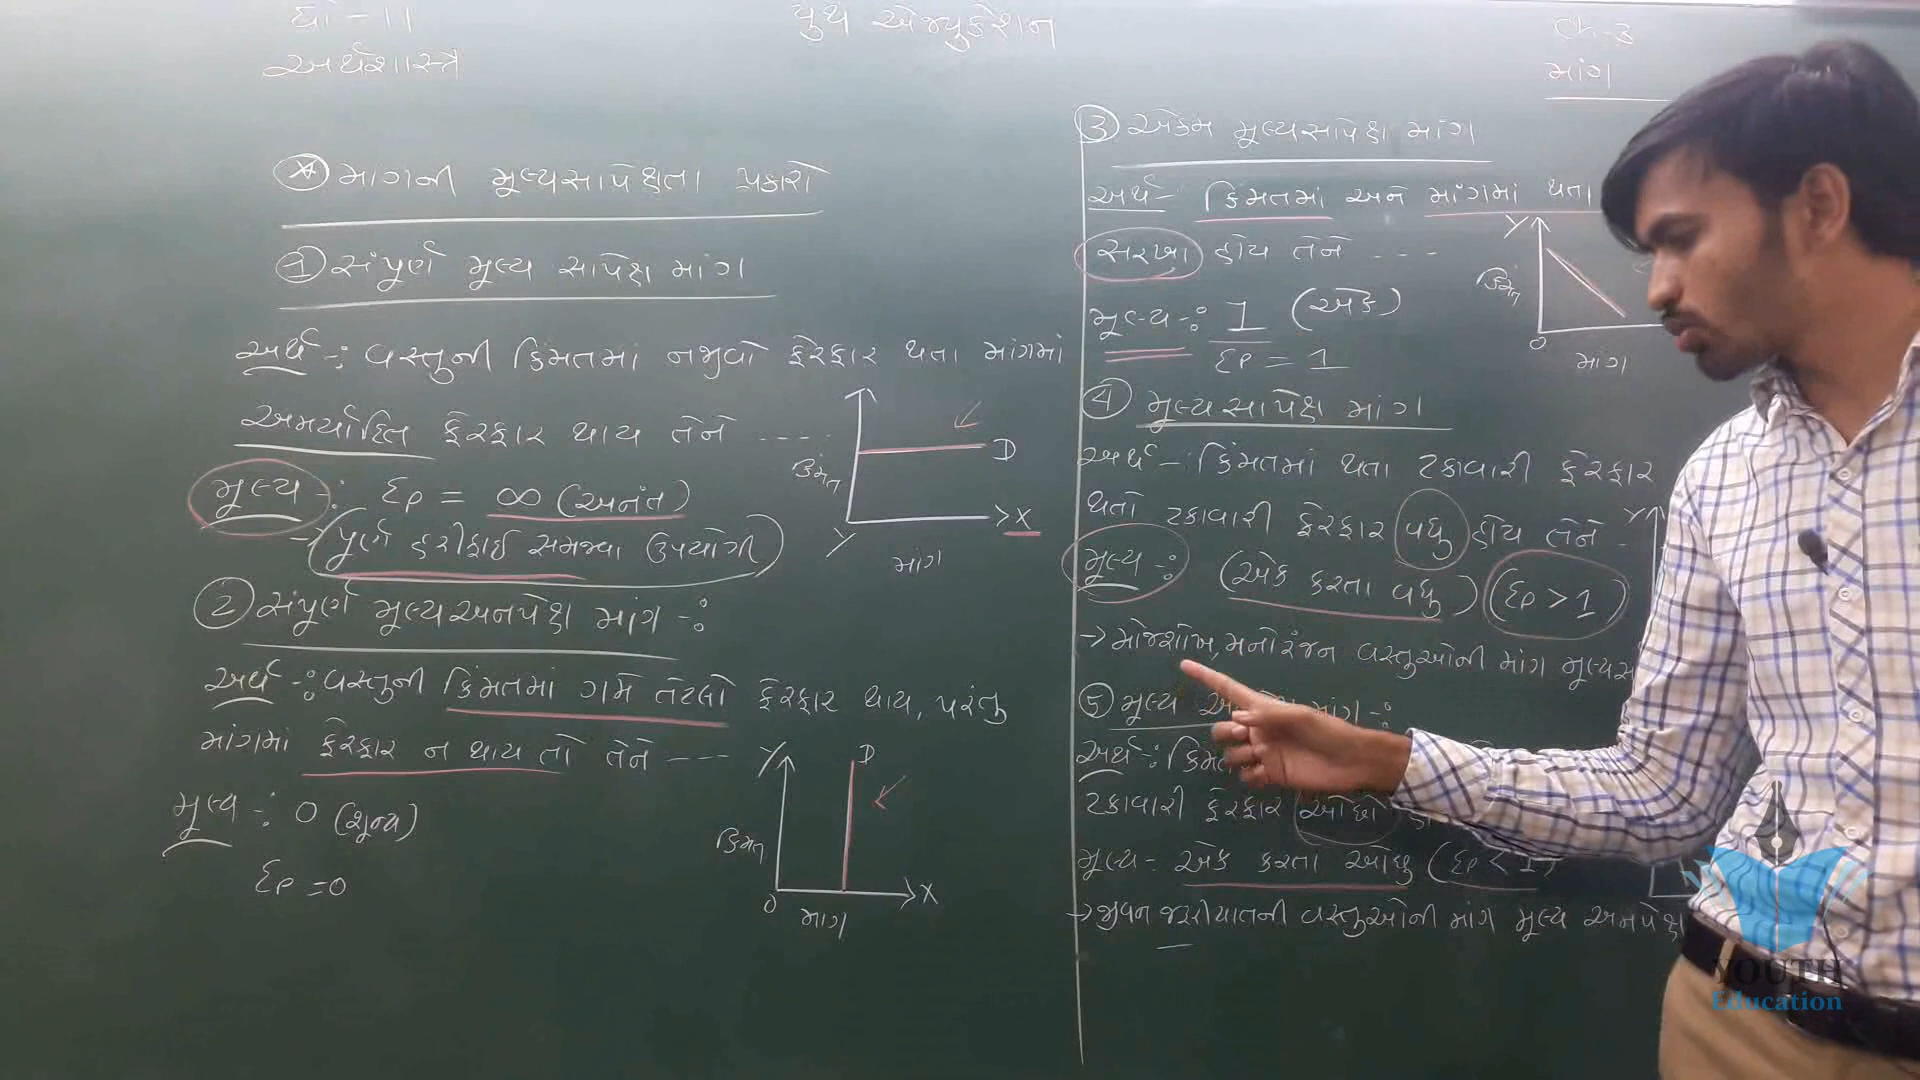 ધો - 11
અર્થશાસ્ત્ર
યુથ એજ્યુકેશન
Ch-3
માંગ
* માગની મૂલ્યસાપેક્ષતા પ્રકારો
1 સંપૂર્ણ મૂલ્ય સાપેક્ષ માંગ
અર્થ -: વસ્તુની કિંમતમાં નજીવો ફેરફાર થતા માંગમાં
અમર્યાદિત ફેરફાર થાય તેને ----
મૂલ્ય -: Ep = ∞ (અનંત)
→ (પૂર્ણ હરીફાઈ સમજવા ઉપયોગી)
કિંમત
D
X
Y
માંગ
2 સંપૂર્ણ મૂલ્યઅનપેક્ષ માંગ -:
અર્થ -: વસ્તુની કિંમતમાં ગમે તેટલો ફેરફાર થાય, પરંતુ
માંગમાં ફેરફાર ન થાય તો તેને ---
મૂલ્ય -: 0 (શૂન્ય)
Ep = 0
Y
D
કિંમત
0
X
માંગ
3 એકમ મૂલ્યસાપેક્ષ માંગ
અર્થ - કિંમતમાં અને માંગમાં થતા
સરખા હોય તેને ---
મૂલ્ય -: 1 (એક)
Ep = 1
Y
કિંમત
0
માંગ
4 મૂલ્યસાપેક્ષ માંગ
અર્થ -: કિંમતમાં થતા ટકાવારી ફેરફાર
થતો ટકાવારી ફેરફાર વધુ હોય તેને -
મૂલ્ય -: (એક કરતા વધુ) (Ep > 1)
Y
→ મોજશોખ, મનોરંજન વસ્તુઓની માંગ
5 મૂલ્ય માંગ -:
અર્થ -:
ટકાવારી ફેરફાર ઓછો
મૂલ્ય - એક કરતા ઓછુ (Ep < 1)
→ જીવન જરૂરીયાતની વસ્તુઓની માંગ મૂલ્ય અનપેક્ષ
YOUTH
Education